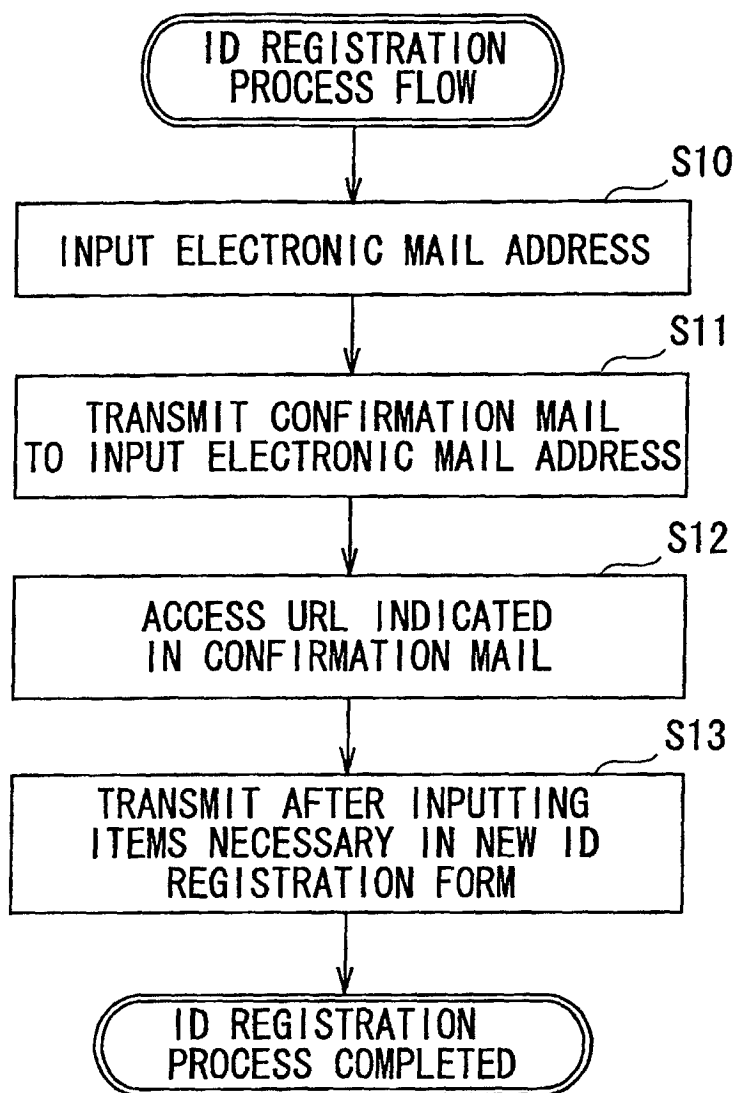 ID REGISTRATION
PROCESS FLOW
S10
INPUT ELECTRONIC MAIL ADDRESS
S11
TRANSMIT CONFIRMATION MAIL
TO INPUT ELECTRONIC MAIL ADDRESS
S12
ACCESS URL INDICATED
IN CONFIRMATION MAIL
S13
TRANSMIT AFTER INPUTTING
ITEMS NECESSARY IN NEW ID
REGISTRATION FORM
ID REGISTRATION
PROCESS COMPLETED